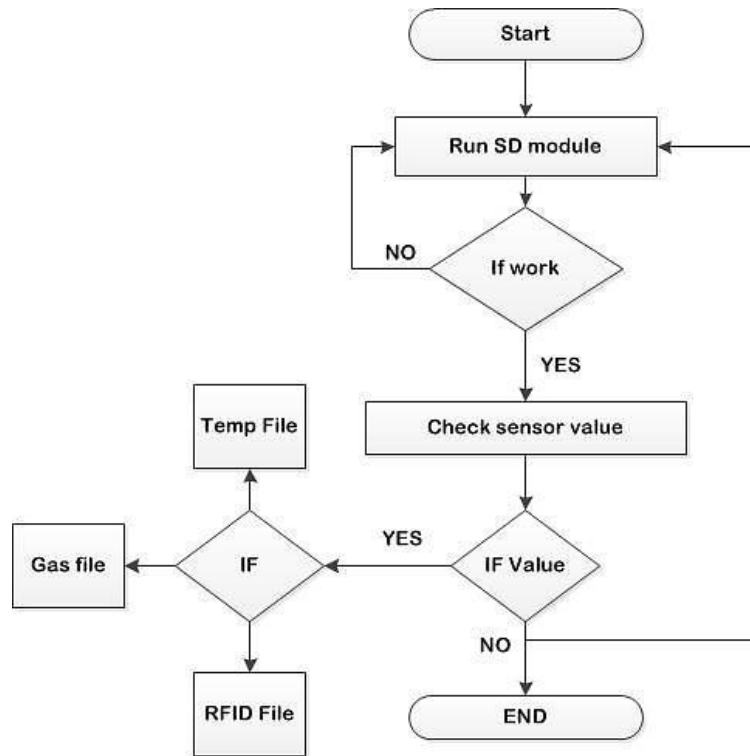 Start
Run SD module
NO
If work
YES
Temp File
Check sensor value
YES
Gas file
IF
IF Value
NO
RFID File
END